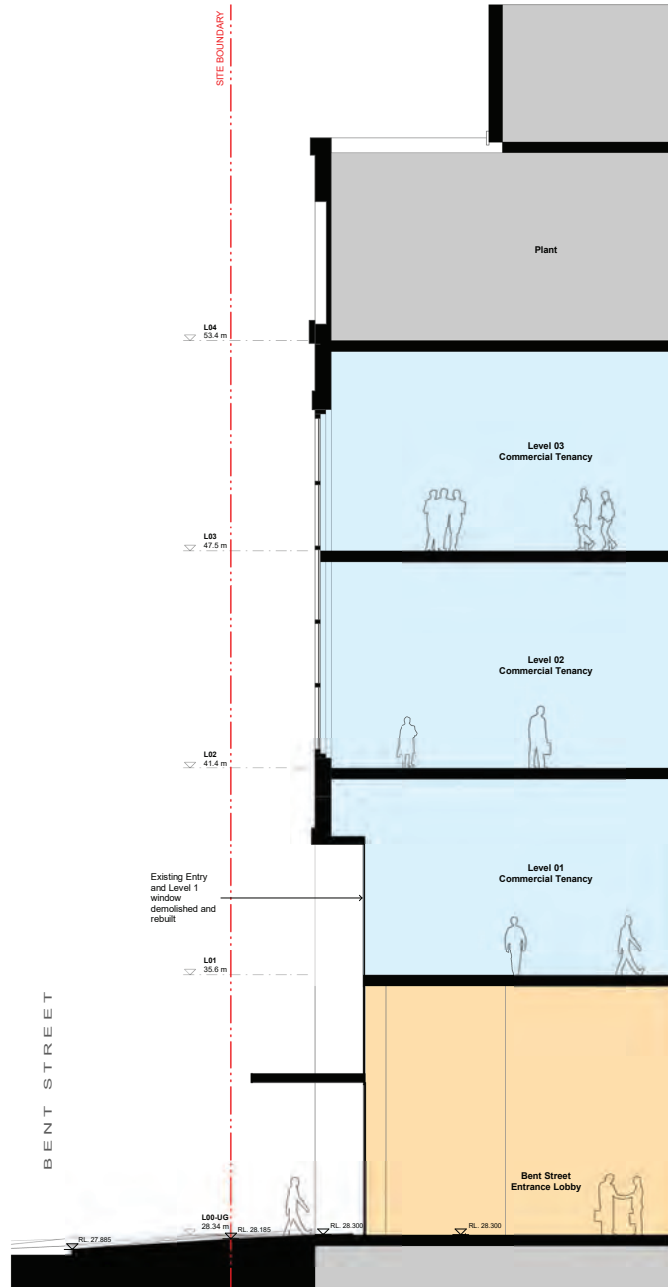 SITE BOUNDARY
Plant
L04
53.4 m
Level 03
Commercial Tenancy
L03
47.5 m
Level 02
Commercial Tenancy
L02
41.4 m
Level 01
Commercial Tenancy
Existing Entry
and Level 1
window
demolished and
rebuilt
L01
35.6 m
BENT STREET
Bent Street
Entrance Lobby
L00-UG
28.34 m
RL. 27.885
RL. 28.185
RL. 28.300
RL. 28.300